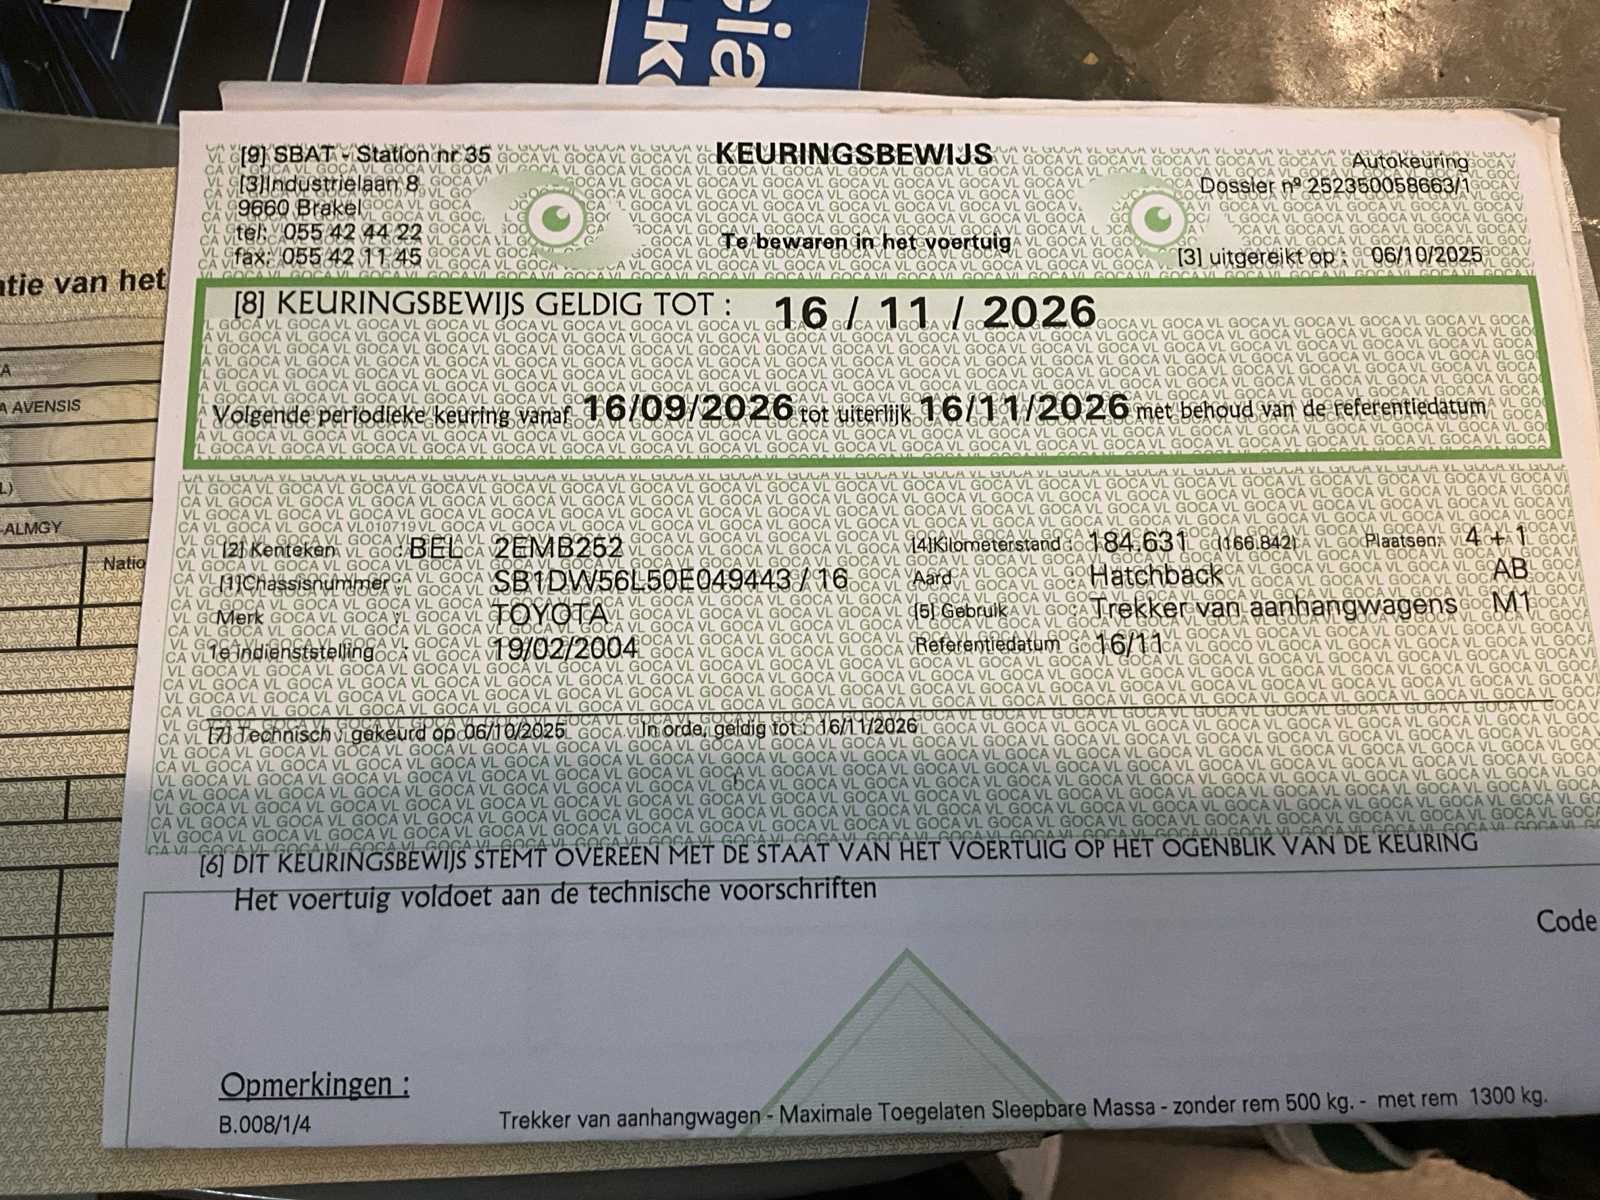 [9] SBAT - Station nr 35
[3]Industrielaan 8
9660 Brakel
tel: 055 42 44 22
fax: 055 42 11 45
KEURINGSBEWIJS
Te bewaren in het voertuig
Autokeuring
Dossier nº 252350058663/1
[3] uitgereikt op : 06/10/2025
[8] KEURINGSBEWIJS GELDIG TOT : 16 / 11 / 2026
Volgende periodieke keuring vanaf 16/09/2026 tot uiterlijk 16/11/2026 met behoud van de referentiedatum
[2] Kenteken : BEL 2EMB252 [4]Kilometerstand : 184.631 (166.842) Plaatsen: 4 + 1
[1]Chassisnummer : SB1DW56L50E049443 / 16 Aard : Hatchback AB
Merk : TOYOTA [5] Gebruik : Trekker van aanhangwagens M1
1e indienststelling : 19/02/2004 Referentiedatum : 16/11
[7] Technisch : gekeurd op 06/10/2025 In orde, geldig tot : 16/11/2026
[6] DIT KEURINGSBEWIJS STEMT OVEREEN MET DE STAAT VAN HET VOERTUIG OP HET OGENBLIK VAN DE KEURING
Het voertuig voldoet aan de technische voorschriften
Code
Opmerkingen :
B.008/1/4 Trekker van aanhangwagen - Maximale Toegelaten Sleepbare Massa - zonder rem 500 kg. - met rem 1300 kg.
van het
AVENSIS
ALMGY